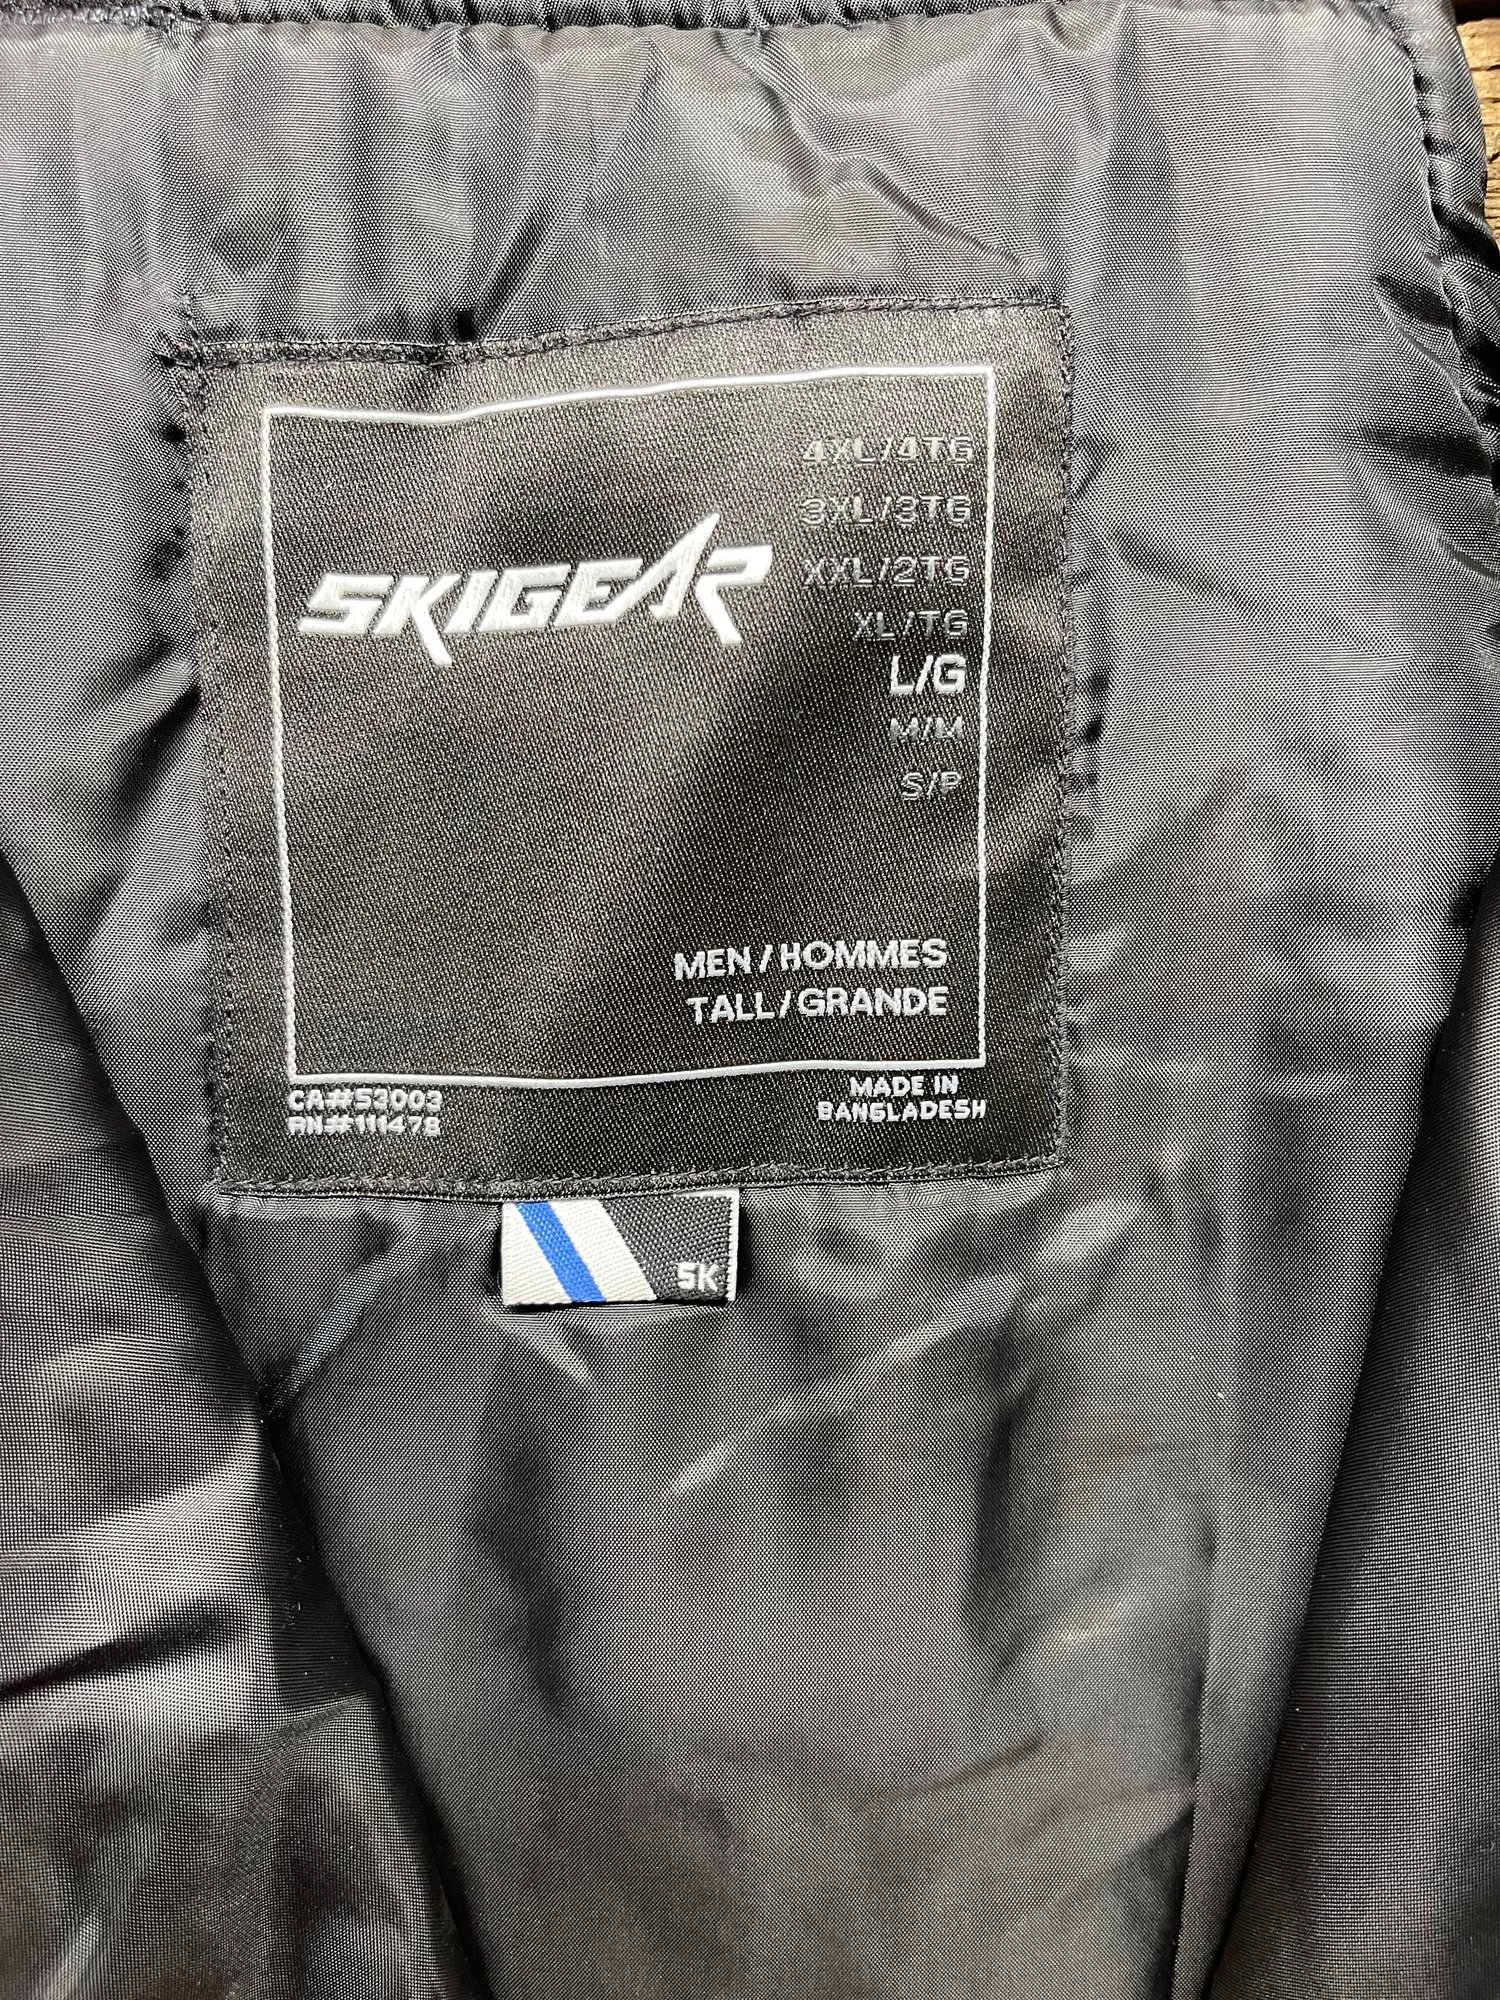 SKIGEAR
4XL/4TG
3XL/3TG
XXL/2TG
XL/TG
L/G
M/M
S/P
MEN/HOMMES
TALL/GRANDE
CA#53003
RN#111478
MADE IN
BANGLADESH
SK